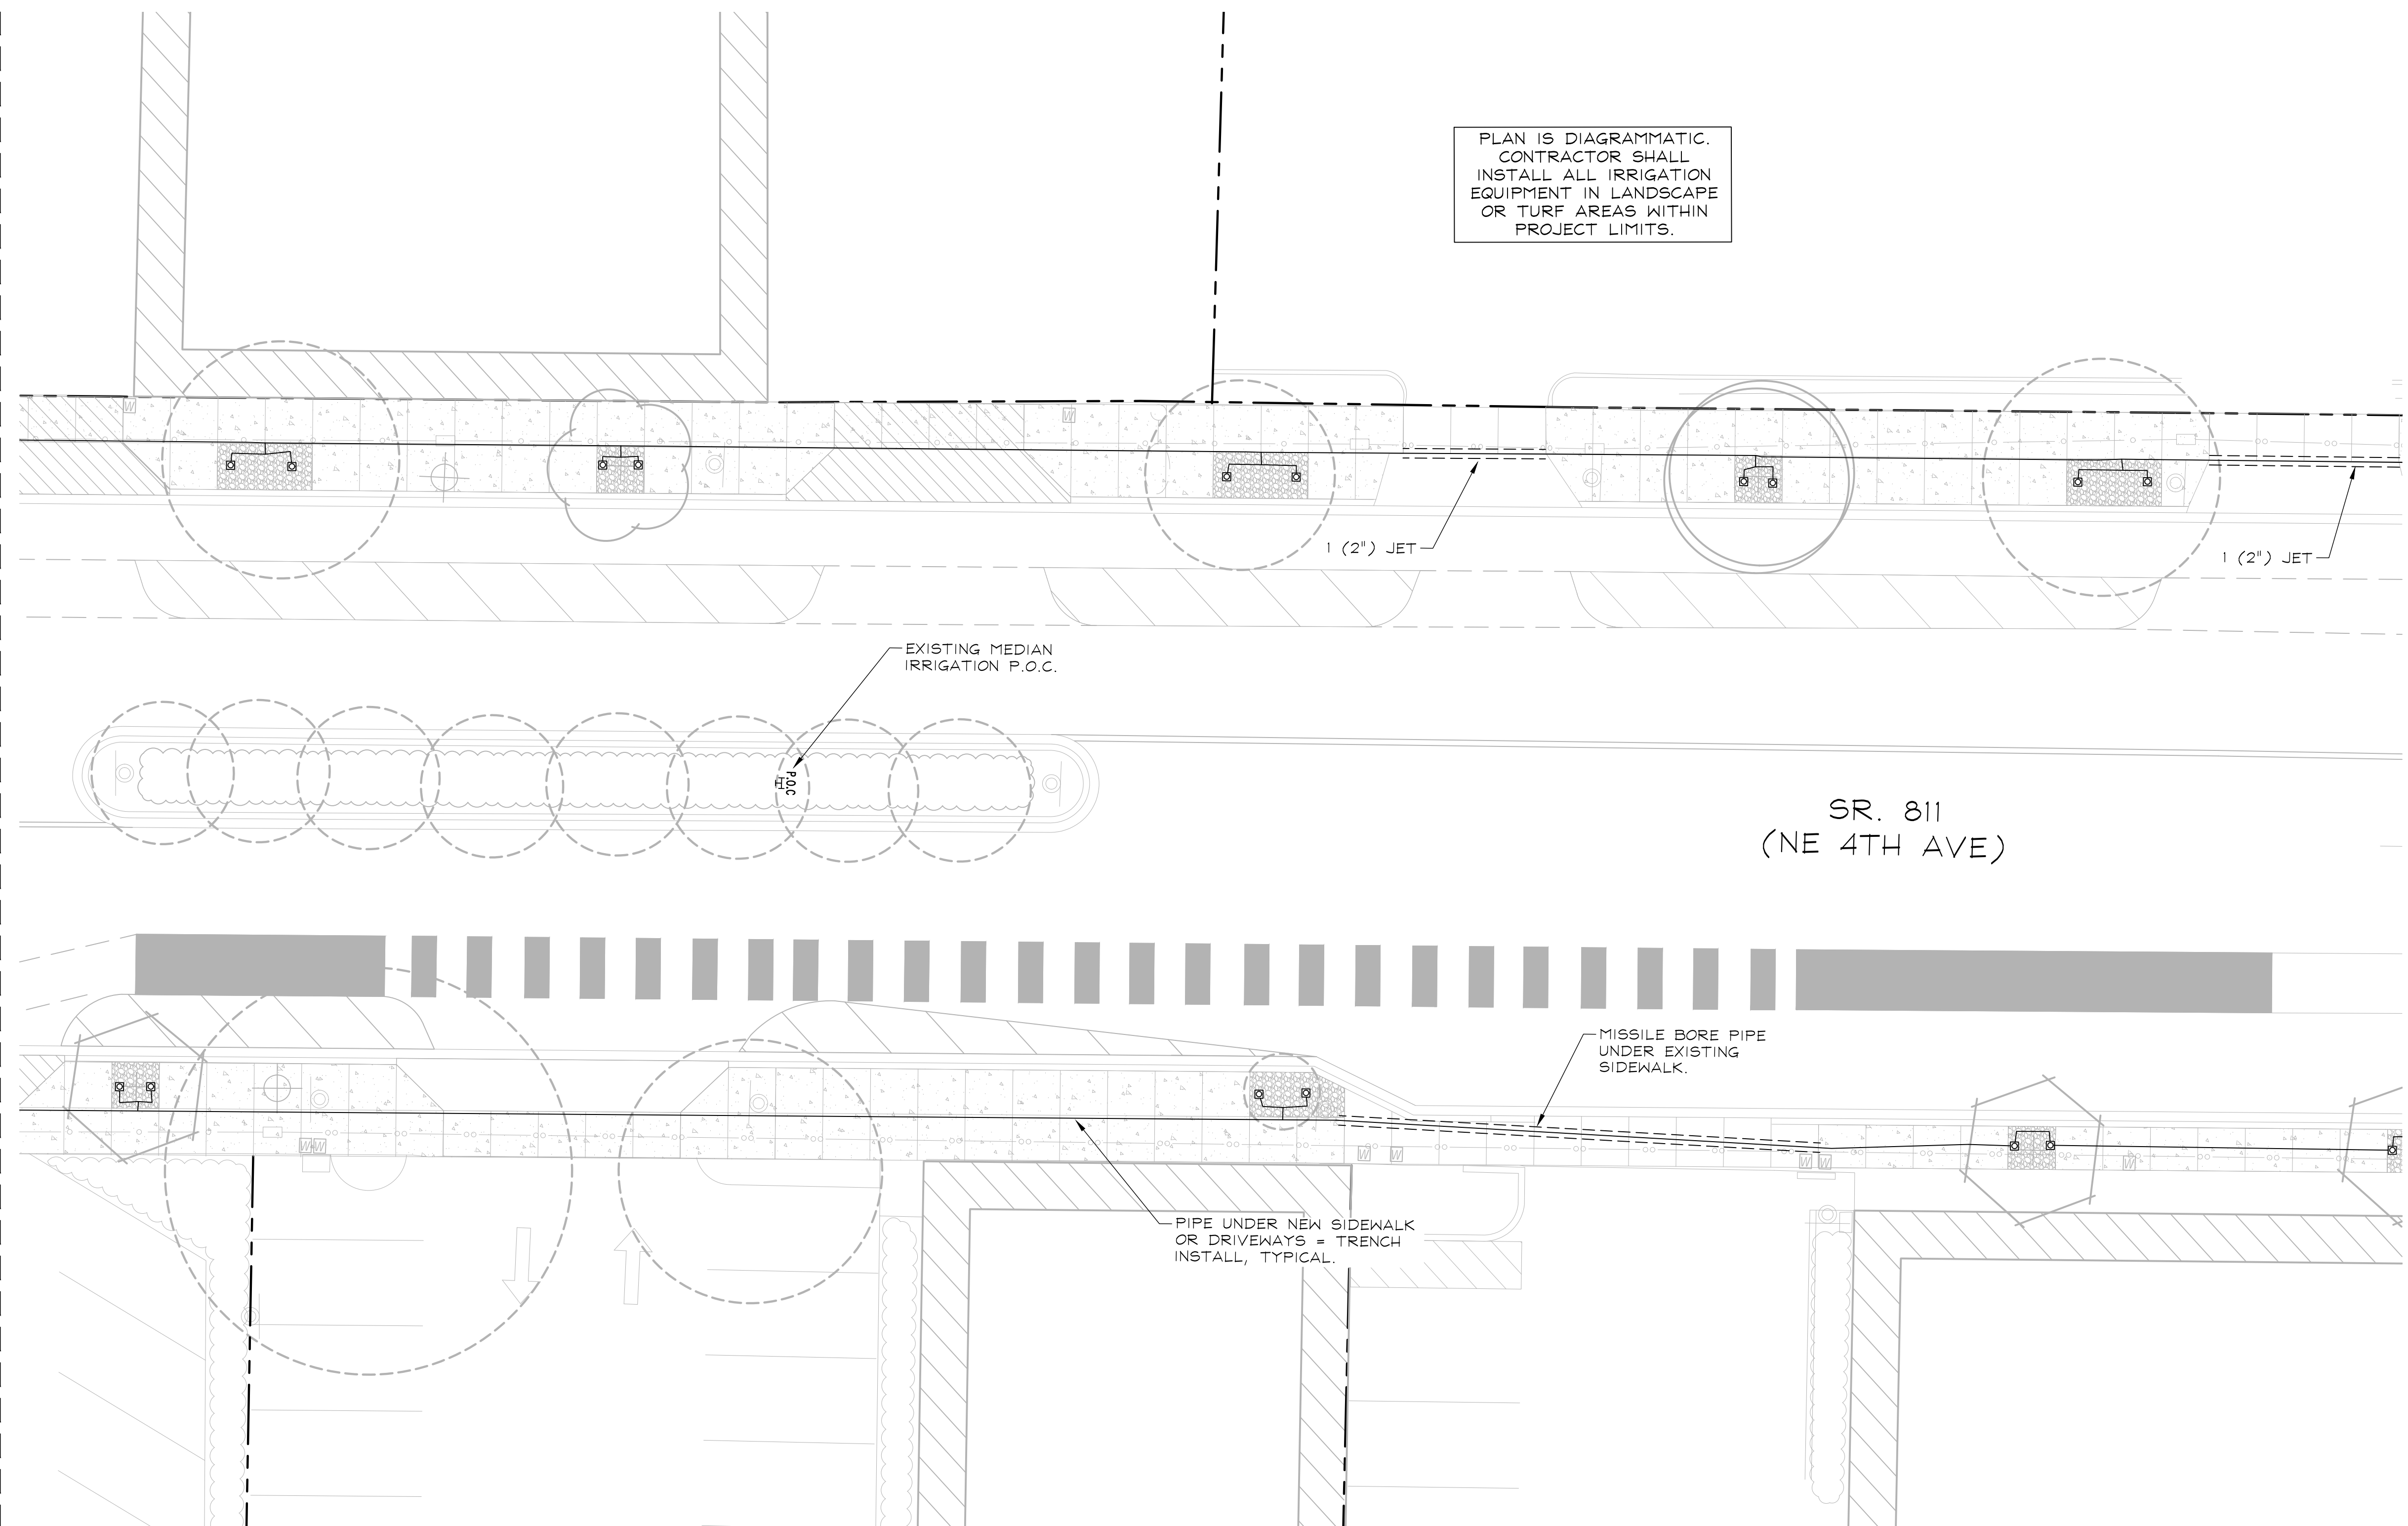 PLAN IS DIAGRAMMATIC.
CONTRACTOR SHALL
INSTALL ALL IRRIGATION
EQUIPMENT IN LANDSCAPE
OR TURF AREAS WITHIN
PROJECT LIMITS.
W
W
1 (2") JET
1 (2") JET
EXISTING MEDIAN
IRRIGATION P.O.C.
P.O.C
SR. 811
(NE 4TH AVE)
MISSILE BORE PIPE
UNDER EXISTING
SIDEWALK.
W W
W W
W W
W
PIPE UNDER NEW SIDEWALK
OR DRIVEWAYS = TRENCH
INSTALL, TYPICAL.